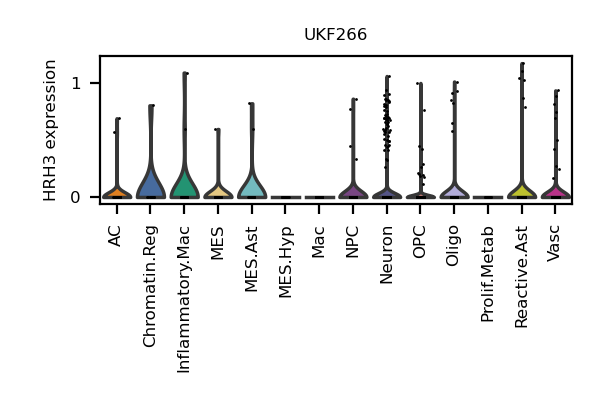 UKF266
HRH3 expression
1
0
AC
Chromatin.Reg
Inflammatory.Mac
MES
MES.Ast
MES.Hyp
Mac
NPC
Neuron
OPC
Oligo
Prolif.Metab
Reactive.Ast
Vasc